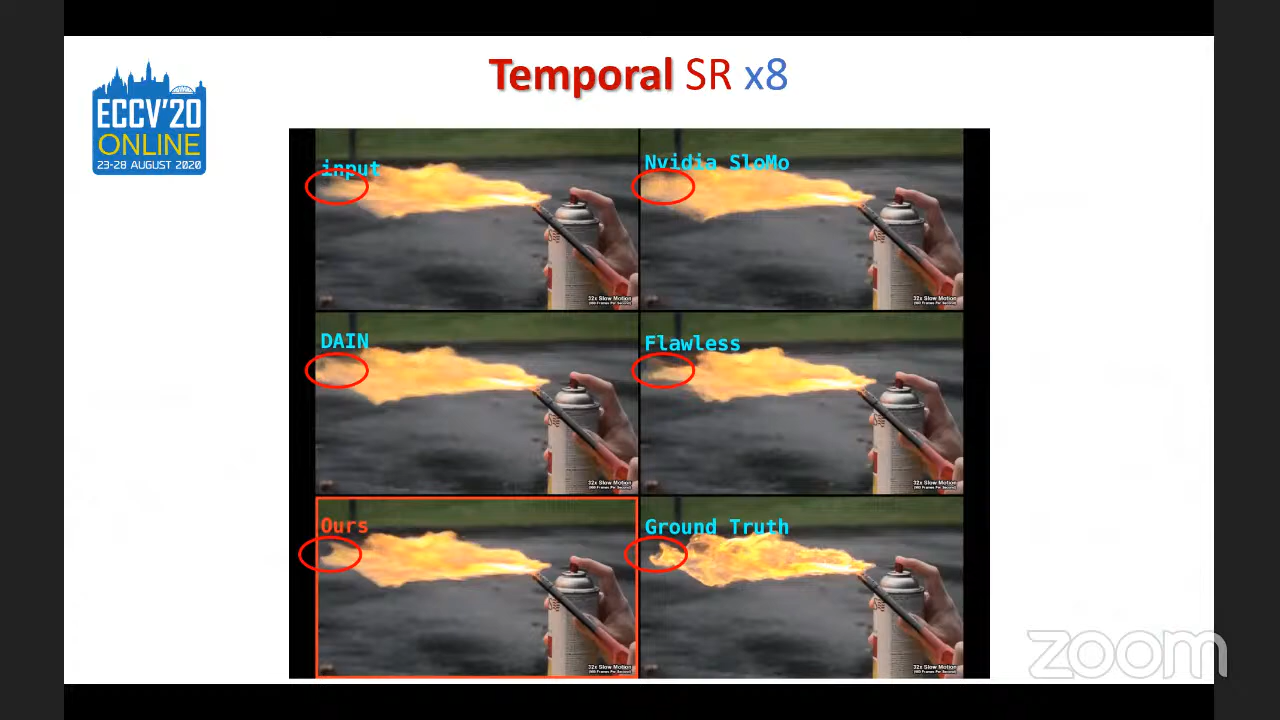 Temporal SR x8
ECCV'20
ONLINE
23-28 AUGUST 2020
input
Nvidia SloMo
32x Slow Motion
32x Slow Motion
DAIN
Flawless
32x Slow Motion
32x Slow Motion
Ours
Ground Truth
32x Slow Motion
32x Slow Motion
zoom